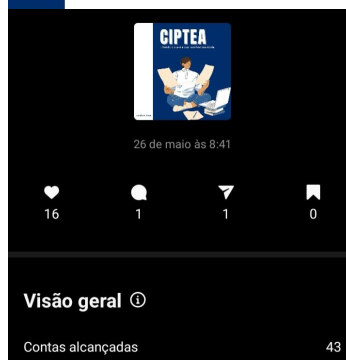 CIPTEA
26 de maio às 8:41
16
1
1
0
Visão geral
Contas alcançadas 43